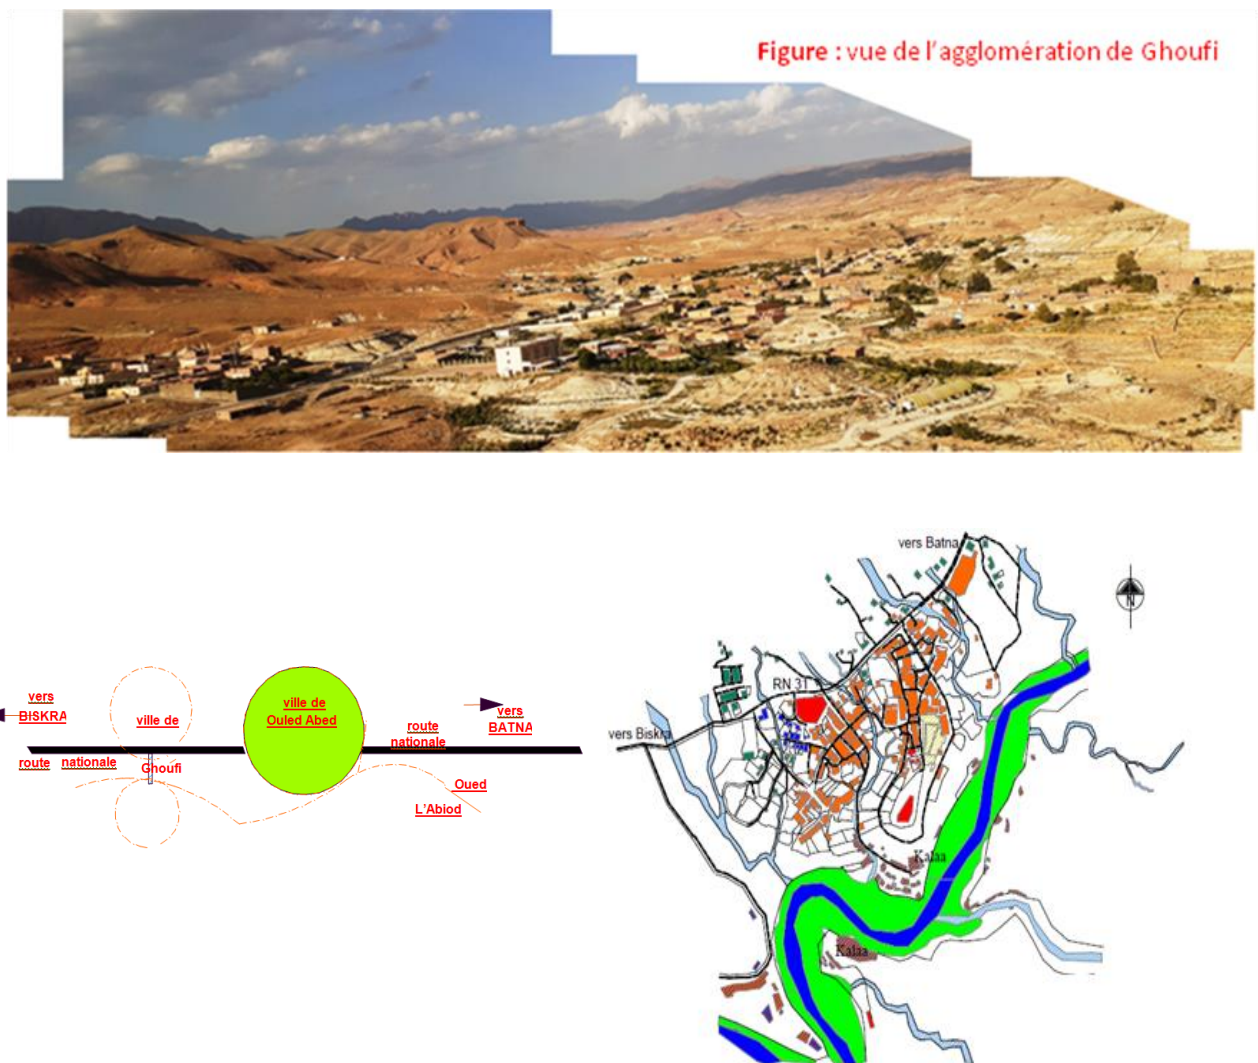 Figure : vue de l'agglomération de Ghoufi
vers
BISKRA
ville de
Ghoufi
route nationale
ville de
Ouled Abed
route
nationale
vers
BATNA
Oued
L'Abiod
vers Batna
N
RN 31
vers Biskra
Kalaa
Kalaa